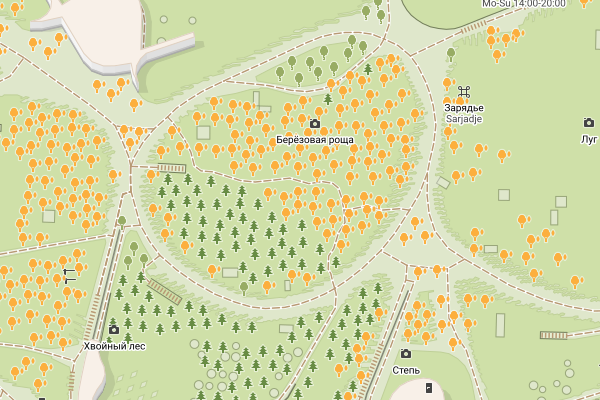 Mo-Su 14:00-20:00
Зарядье
Sarjadje
Берёзовая роща
Луг
Хвойный лес
Степь